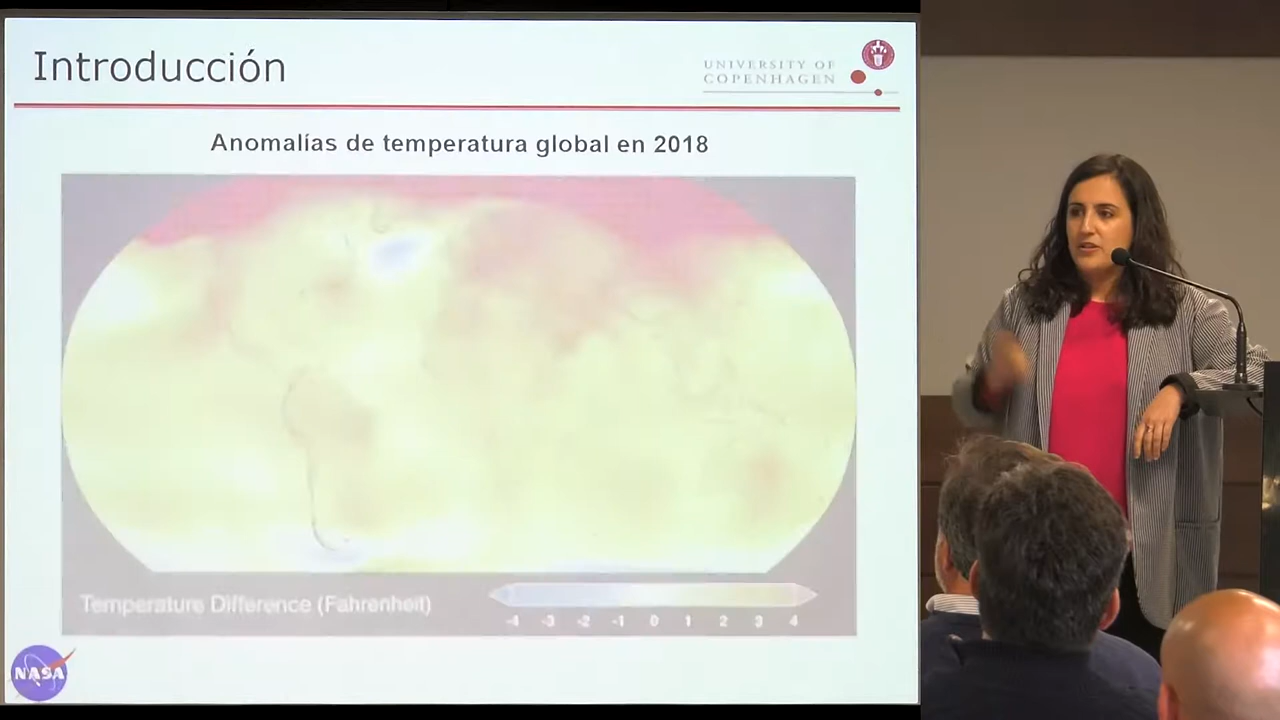 Introducción
UNIVERSITY OF
COPENHAGEN
Anomalías de temperatura global en 2018
Temperature Difference (Fahrenheit)
-4 -3 -2 -1 0 1 2 3 4
NASA